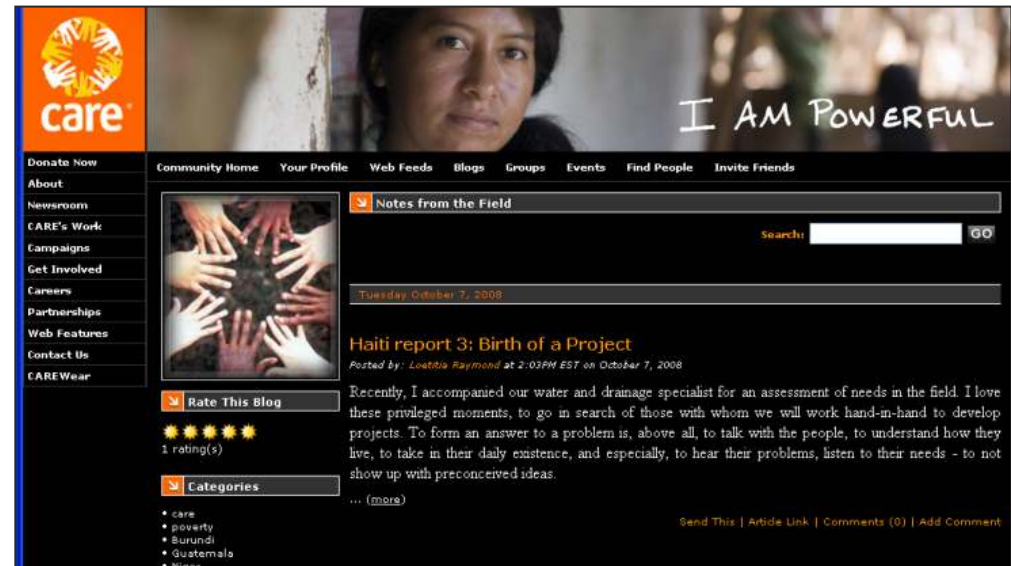 care
I AM POWERFUL
Donate Now
About
Newsroom
CARE's Work
Campaigns
Get Involved
Careers
Partnerships
Web Features
Contact Us
CAREWear
Community Home Your Profile Web Feeds Blogs Groups Events Find People Invite Friends
Rate This Blog
1 rating(s)
Categories
• care
• poverty
• Burundi
• Guatemala
Notes from the Field
Search: GO
Tuesday October 7, 2008
Haiti report 3: Birth of a Project
Posted by: Loetitia Raymond at 2:03PM EST on October 7, 2008
Recently, I accompanied our water and drainage specialist for an assessment of needs in the field. I love
these privileged moments, to go in search of those with whom we will work hand-in-hand to develop
projects. To form an answer to a problem is, above all, to talk with the people, to understand how they
live, to take in their daily existence, and especially, to hear their problems, listen to their needs - to not
show up with preconceived ideas.
... (more)
Send This | Article Link | Comments (0) | Add Comment